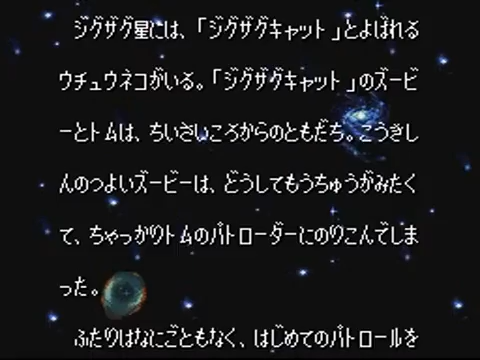 ジグザグ星には、「ジグザグキャット」とよばれる
ウチュウネコがいる。「ジグザグキャット」のズービ
ーとトムは、ちいさいころからのともだち。こうきし
んのつよいズービーは、どうしてもうちゅうがみたく
て、ちゃっかりトムのパトローダーにのりこんでしま
った。
ふたりはなにごともなく、はじめてのパトロールを